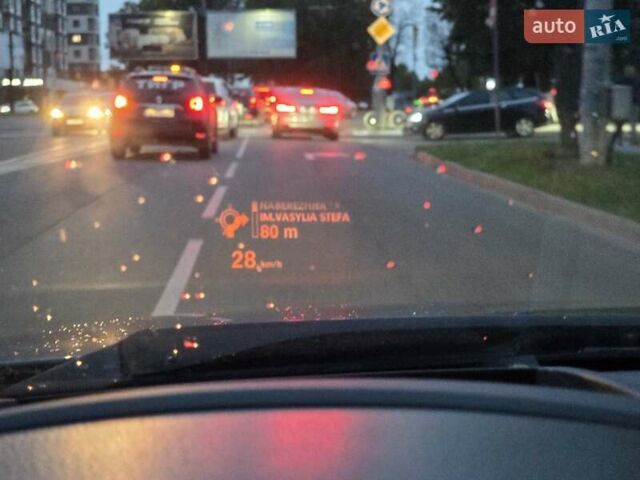 auto RIA
.com
NABEREZHNA
IM.VASYLIA STEFA
80 m
28 km/h